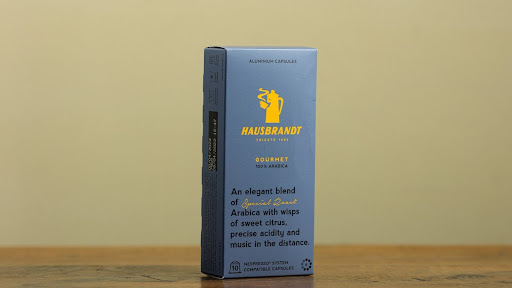 ALUMINIUM CAPSULES
HAUSBRANDT
TRIESTE 1892
GOURMET
100% ARABICA
An elegant blend
of Special Roast
Arabica with wisps
of sweet citrus,
precise acidity and
music in the distance.
10
NESPRESSO® SYSTEM
COMPATIBLE CAPSULES